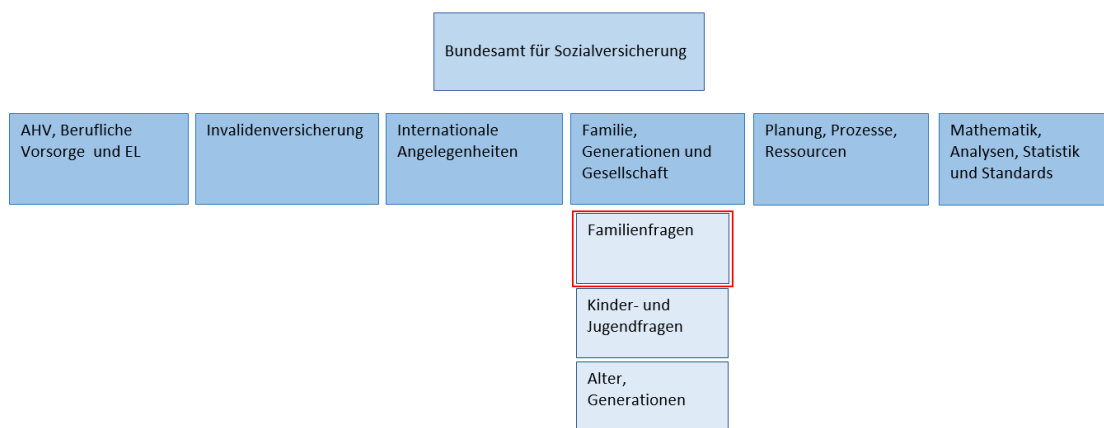 Bundesamt für Sozialversicherung
AHV, Berufliche
Vorsorge  und EL
Invalidenversicherung
Internationale
Angelegenheiten
Familie,
Generationen und
Gesellschaft
Planung, Prozesse,
Ressourcen
Mathematik,
Analysen, Statistik
und Standards
Familienfragen
Kinder- und
Jugendfragen
Alter,
Generationen